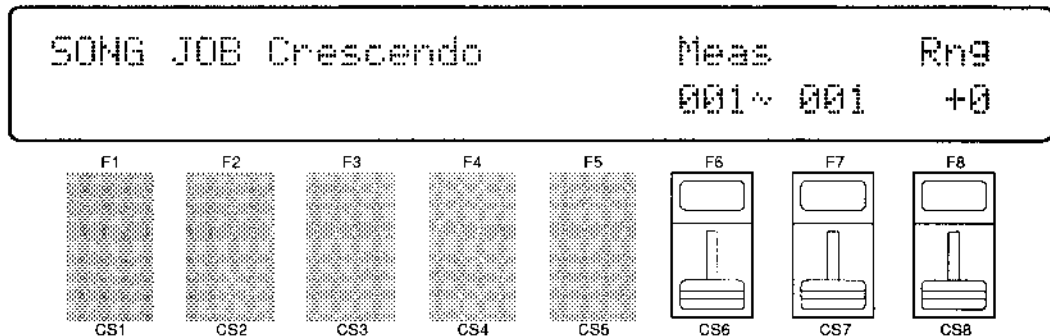 SONG JOB Crescendo Meas Rng
001~ 001 +0
F1 F2 F3 F4 F5 F6 F7 F8
CS1 CS2 CS3 CS4 CS5 CS6 CS7 CS8